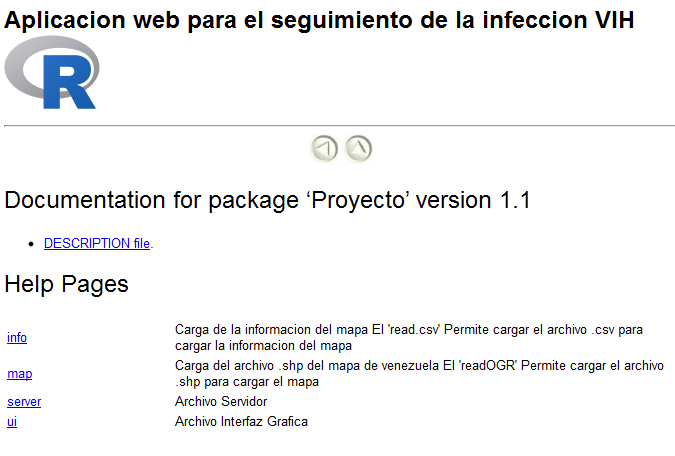 Aplicacion web para el seguimiento de la infeccion VIH
R
Documentation for package ‘Proyecto’ version 1.1
DESCRIPTION file.
Help Pages
info
Carga de la informacion del mapa El 'read.csv' Permite cargar el archivo .csv para
cargar la informacion del mapa
map
Carga del archivo .shp del mapa de venezuela El 'readOGR' Permite cargar el archivo
.shp para cargar el mapa
server
Archivo Servidor
ui
Archivo Interfaz Grafica